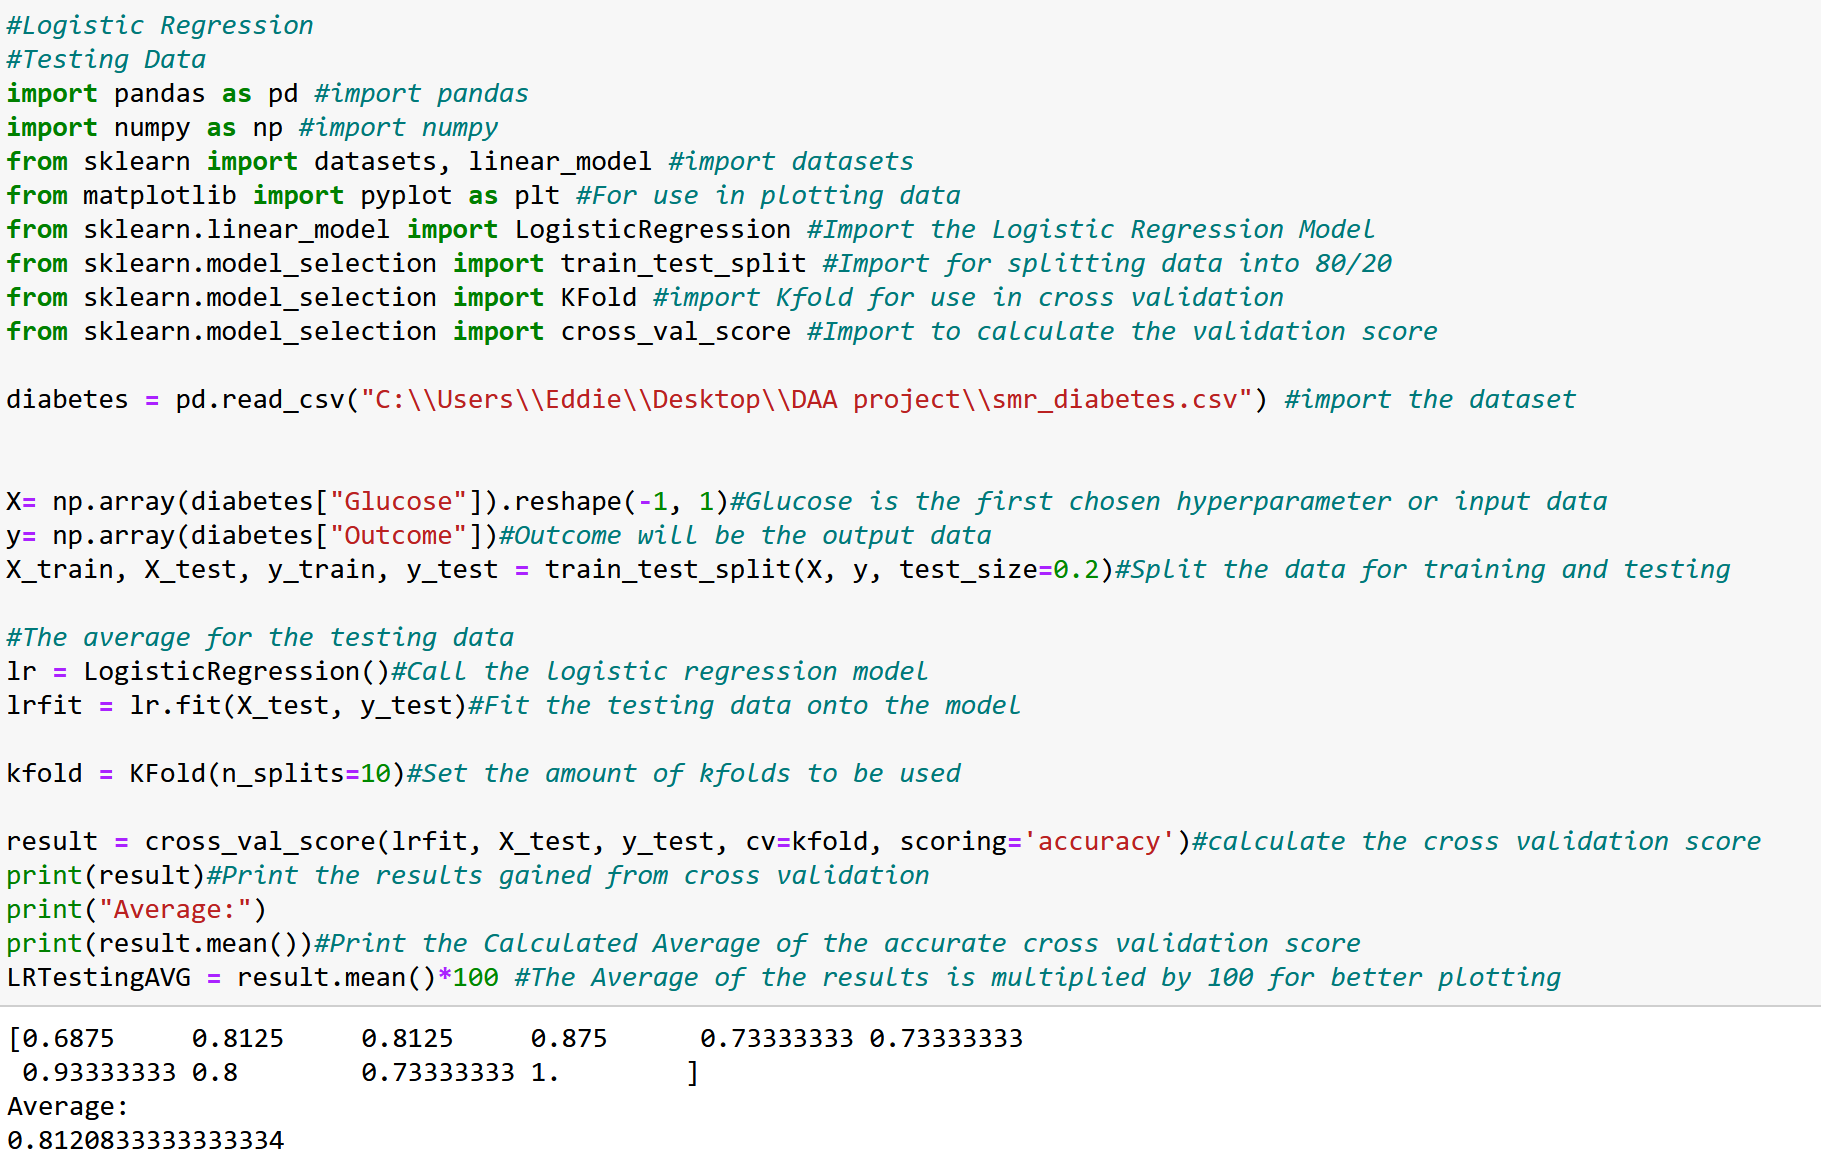 #Logistic Regression
#Testing Data
import pandas as pd #import pandas
import numpy as np #import numpy
from sklearn import datasets, linear_model #import datasets
from matplotlib import pyplot as plt #For use in plotting data
from sklearn.linear_model import LogisticRegression #Import the Logistic Regression Model
from sklearn.model_selection import train_test_split #Import for splitting data into 80/20
from sklearn.model_selection import KFold #import Kfold for use in cross validation
from sklearn.model_selection import cross_val_score #Import to calculate the validation score
diabetes = pd.read_csv("C:\\Users\\Eddie\\Desktop\\DAA project\\smr_diabetes.csv") #import the dataset
X= np.array(diabetes["Glucose"]).reshape(-1, 1)#Glucose is the first chosen hyperparameter or input data
y= np.array(diabetes["Outcome"])#Outcome will be the output data
X_train, X_test, y_train, y_test = train_test_split(X, y, test_size=0.2)#Split the data for training and testing
#The average for the testing data
lr = LogisticRegression()#Call the logistic regression model
lrfit = lr.fit(X_test, y_test)#Fit the testing data onto the model
kfold = KFold(n_splits=10)#Set the amount of kfolds to be used
result = cross_val_score(lrfit, X_test, y_test, cv=kfold, scoring='accuracy')#calculate the cross validation score
print(result)#Print the results gained from cross validation
print("Average:")
print(result.mean())#Print the Calculated Average of the accurate cross validation score
LRTestingAVG = result.mean()*100 #The Average of the results is multiplied by 100 for better plotting
[0.6875     0.8125     0.8125     0.875      0.73333333 0.73333333
 0.93333333 0.8        0.73333333 1.        ]
Average:
0.8120833333333334